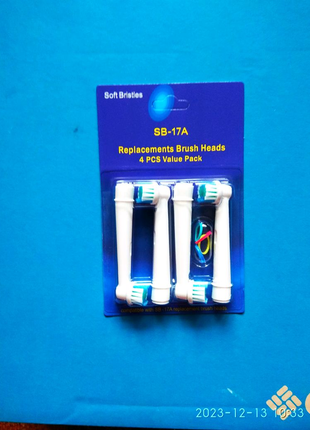 Soft Bristles
SB-17A
Replacements Brush Heads
4 PCS Value Pack
2023-12-13 10:33